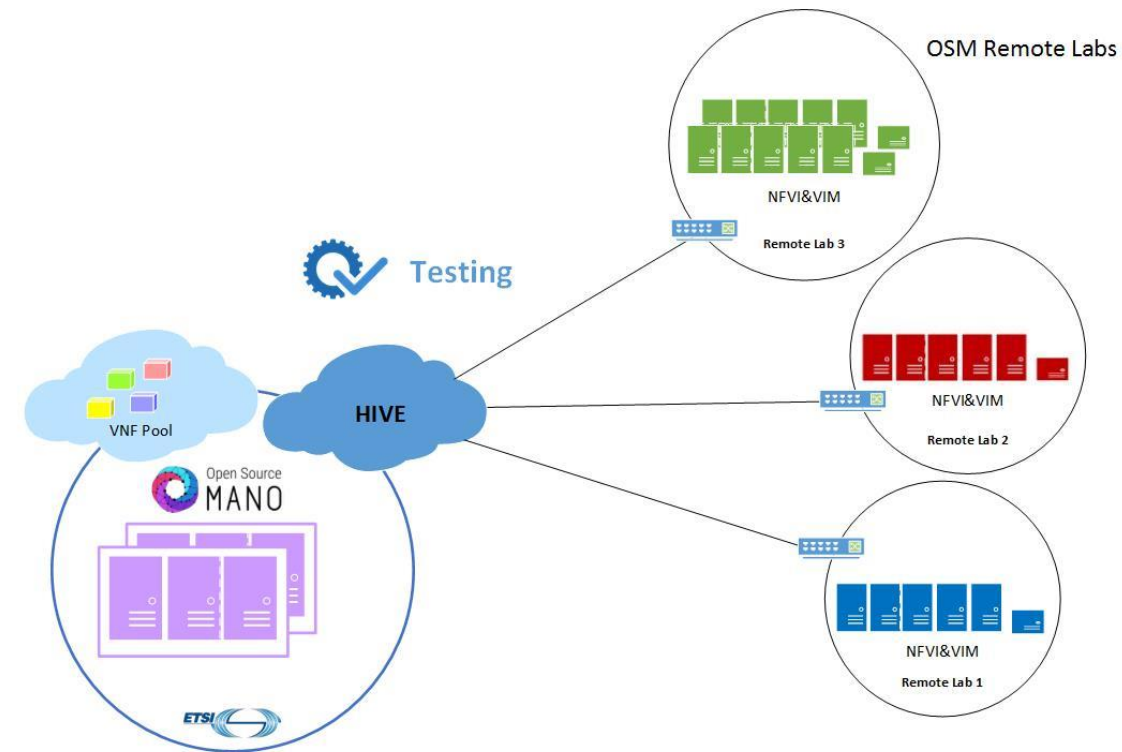 OSM Remote Labs
NFVI&VIM
Remote Lab 3
Testing
NFVI&VIM
Remote Lab 2
VNF Pool
HIVE
Open Source
MANO
NFVI&VIM
Remote Lab 1
ETSI